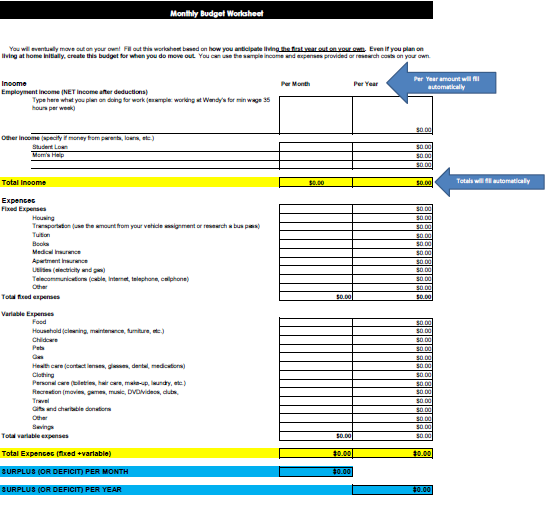 Monthly Budget Worksheet
You will eventually move out on your own! Fill out this worksheet based on how you anticipate living the first year out on your own. Even if you plan on
living at home initially, create this budget for when you do move out. You can use the sample income and expenses provided or research costs on your own.
Income Per Month Per Year
Per Year amount will fill
automatically
Employment Income (NET Income after deductions)
Type here what you plan on doing for work (example: working at Wendy's for min wage 35
hours per week)
$0.00
Other Income (specify if money from parents, loans, etc.) $0.00
Student Loan $0.00
Mom's Help $0.00
$0.00
Total Income $0.00 $0.00
Totals will fill automatically
Expenses
Fixed Expenses $0.00
Housing $0.00
Transportation (use the amount from your vehicle assignment or research a bus pass) $0.00
Tuition $0.00
Books $0.00
Medical Insurance $0.00
Apartment Insurance $0.00
Utilities (electricity and gas) $0.00
Telecommunications (cable, Internet, telephone, cellphone) $0.00
Other $0.00
Total fixed expenses $0.00 $0.00
Variable Expenses
Food $0.00
Household (cleaning, maintenance, furniture, etc.) $0.00
Childcare $0.00
Pets $0.00
Gas $0.00
Health care (contact lenses, glasses, dental, medications) $0.00
Clothing $0.00
Personal care (toiletries, hair care, make-up, laundry, etc.) $0.00
Recreation (movies, games, music, DVD/videos, clubs, $0.00
Travel $0.00
Gifts and charitable donations $0.00
Other $0.00
Savings $0.00
Total variable expenses $0.00 $0.00
Total Expenses (fixed +variable) $0.00 $0.00
SURPLUS (OR DEFICIT) PER MONTH $0.00
SURPLUS (OR DEFICIT) PER YEAR $0.00